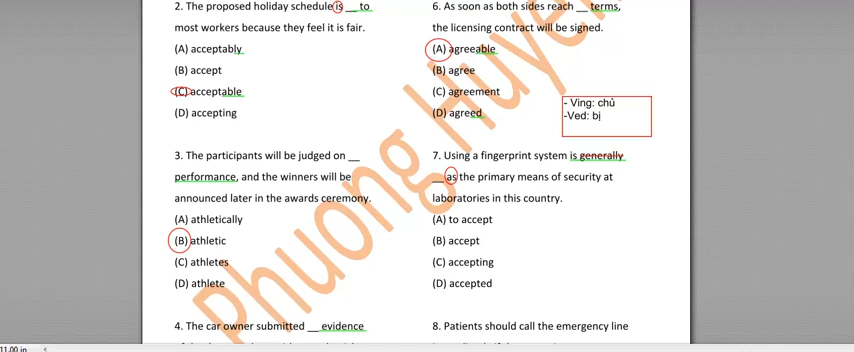 2. The proposed holiday schedule is __ to
most workers because they feel it is fair.
(A) acceptably
(B) accept
(C) acceptable
(D) accepting
3. The participants will be judged on __
performance, and the winners will be
announced later in the awards ceremony.
(A) athletically
(B) athletic
(C) athletes
(D) athlete
4. The car owner submitted __ evidence
6. As soon as both sides reach __ terms,
the licensing contract will be signed.
(A) agreeable
(B) agree
(C) agreement
(D) agreed
- Ving: chủ
-Ved: bị
7. Using a fingerprint system is generally
__ as the primary means of security at
laboratories in this country.
(A) to accept
(B) accept
(C) accepting
(D) accepted
8. Patients should call the emergency line
Phuong Huyen
11.00 in